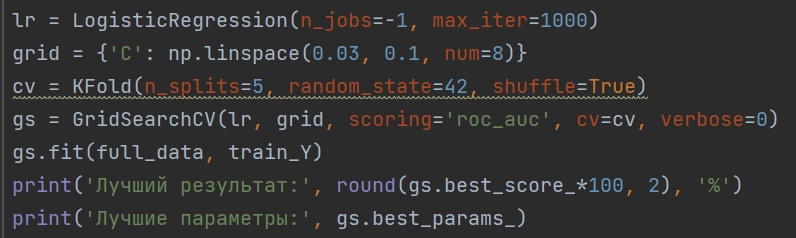 lr = LogisticRegression(n_jobs=-1, max_iter=1000)
grid = {'C': np.linspace(0.03, 0.1, num=8)}
cv = KFold(n_splits=5, random_state=42, shuffle=True)
gs = GridSearchCV(lr, grid, scoring='roc_auc', cv=cv, verbose=0)
gs.fit(full_data, train_Y)
print('Лучший результат:', round(gs.best_score_*100, 2), '%')
print('Лучшие параметры:', gs.best_params_)